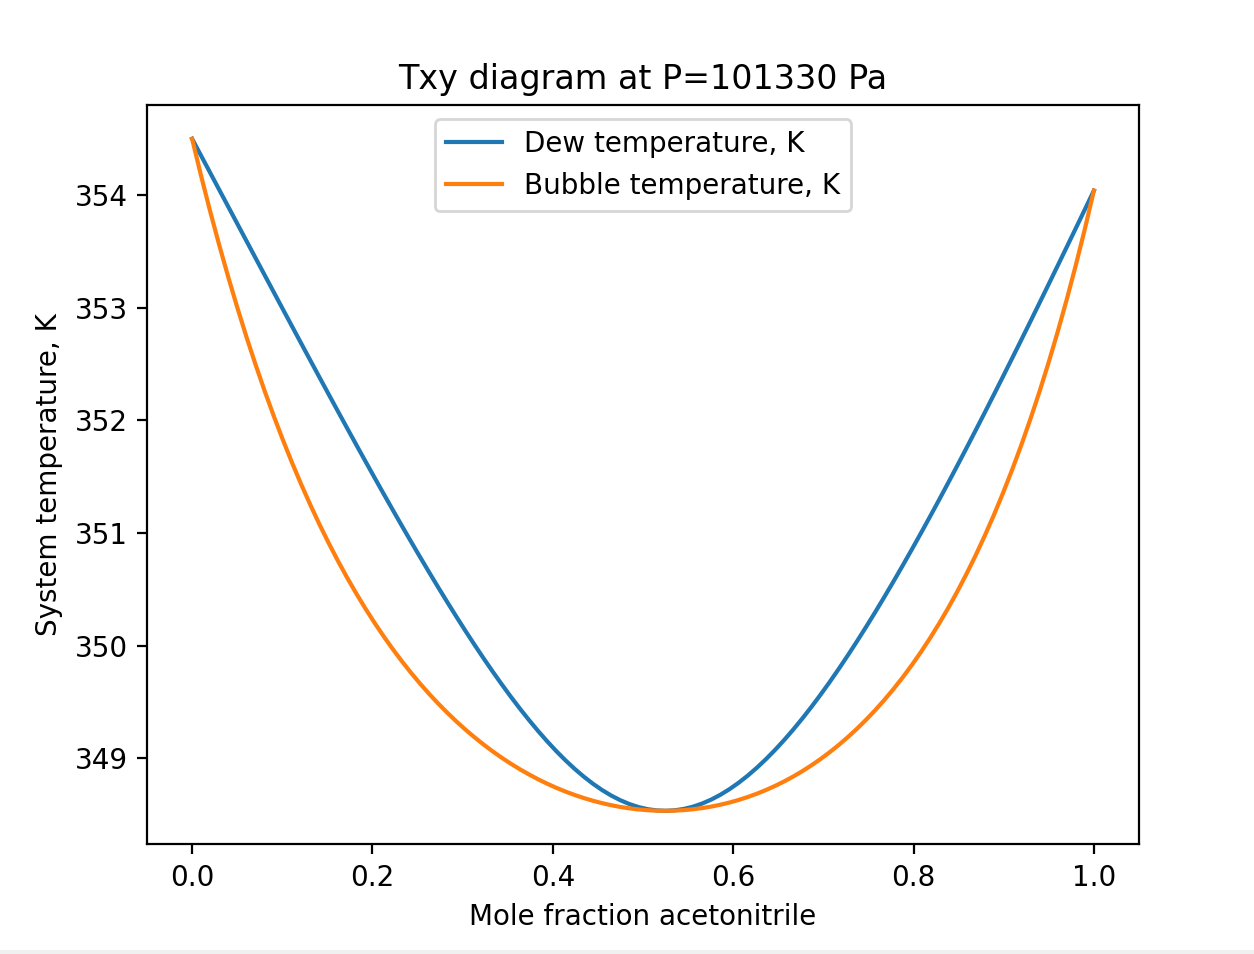 Txy diagram at P=101330 Pa
Dew temperature, K
Bubble temperature, K
System temperature, K
354
353
352
351
350
349
0.0 0.2 0.4 0.6 0.8 1.0
Mole fraction acetonitrile